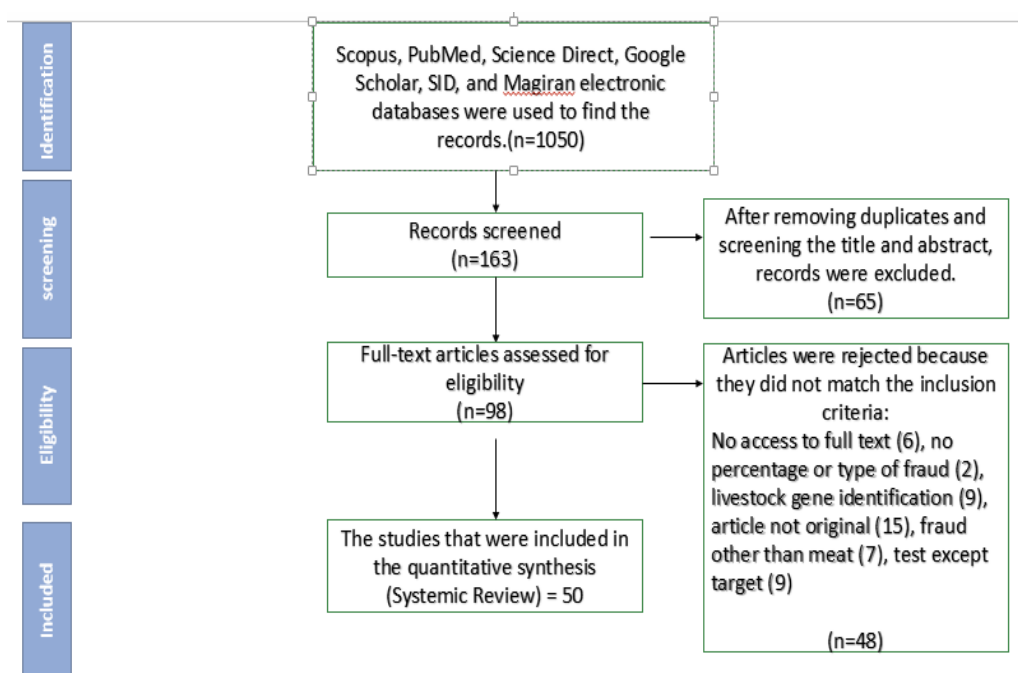 Identification
Scopus, PubMed, Science Direct, Google
Scholar, SID, and Magiran electronic
databases were used to find the
records.(n=1050)
screening
Records screened
(n=163)
After removing duplicates and
screening the title and abstract,
records were excluded.
(n=65)
Eligibility
Full-text articles assessed for
eligibility
(n=98)
Articles were rejected because
they did not match the inclusion
criteria:
No access to full text (6), no
percentage or type of fraud (2),
livestock gene identification (9),
article not original (15), fraud
other than meat (7), test except
target (9)
(n=48)
Included
The studies that were included in
the quantitative synthesis
(Systemic Review) = 50